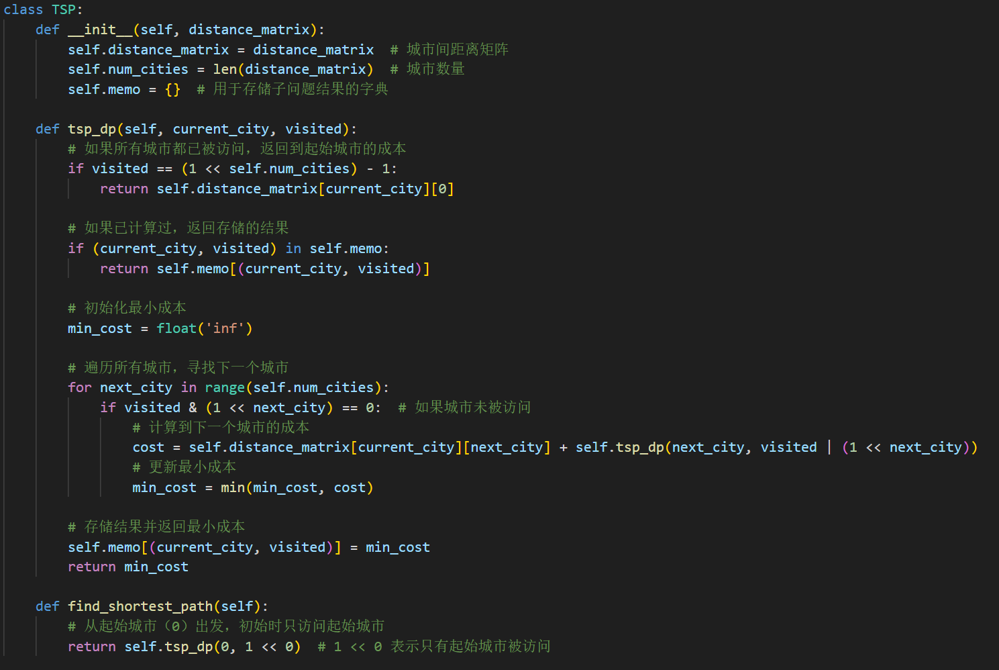 class TSP:
    def __init__(self, distance_matrix):
        self.distance_matrix = distance_matrix  # 城市间距离矩阵
        self.num_cities = len(distance_matrix)  # 城市数量
        self.memo = {}  # 用于存储子问题结果的字典

    def tsp_dp(self, current_city, visited):
        # 如果所有城市都已被访问，返回到起始城市的成本
        if visited == (1 << self.num_cities) - 1:
            return self.distance_matrix[current_city][0]

        # 如果已计算过，返回存储的结果
        if (current_city, visited) in self.memo:
            return self.memo[(current_city, visited)]

        # 初始化最小成本
        min_cost = float('inf')

        # 遍历所有城市，寻找下一个城市
        for next_city in range(self.num_cities):
            if visited & (1 << next_city) == 0:  # 如果城市未被访问
                # 计算到下一个城市的成本
                cost = self.distance_matrix[current_city][next_city] + self.tsp_dp(next_city, visited | (1 << next_city))
                # 更新最小成本
                min_cost = min(min_cost, cost)

        # 存储结果并返回最小成本
        self.memo[(current_city, visited)] = min_cost
        return min_cost

    def find_shortest_path(self):
        # 从起始城市（0）出发，初始时只访问起始城市
        return self.tsp_dp(0, 1 << 0)  # 1 << 0 表示只有起始城市被访问